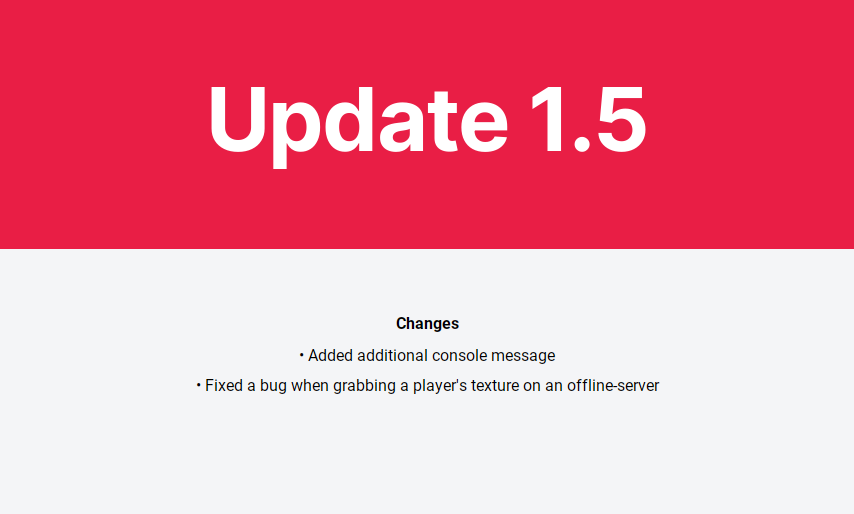 Update 1.5
Changes
• Added additional console message
• Fixed a bug when grabbing a player's texture on an offline-server